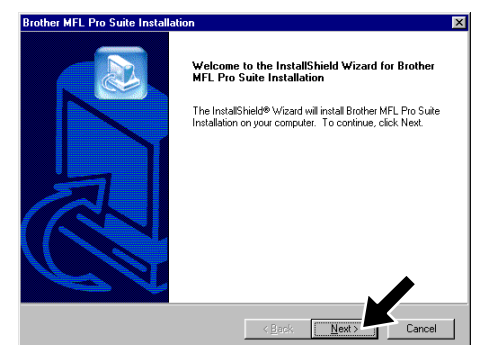 Brother MFL Pro Suite Installation
Welcome to the InstallShield Wizard for Brother
MFL Pro Suite Installation
The InstallShield® Wizard will install Brother MFL Pro Suite
Installation on your computer. To continue, click Next.
< Back Next > Cancel